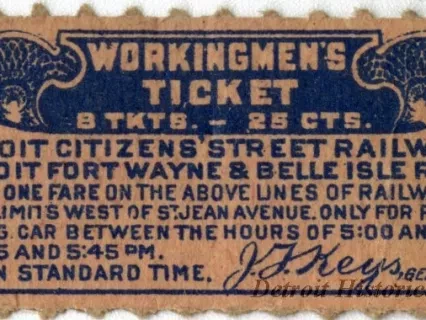 WORKINGMEN'S
TICKET
8 TKTS. - 25 CTS.
OIT CITIZENS' STREET RAILW
OIT FORT WAYNE & BELLE ISLE R
ONE FARE ON THE ABOVE LINES OF RAILW
LIMITS WEST OF ST. JEAN AVENUE. ONLY FOR P
G. CAR BETWEEN THE HOURS OF 5:00 AN
5 AND 5:45 PM.
N STANDARD TIME. J.F. Keys, GE
Detroit Historic